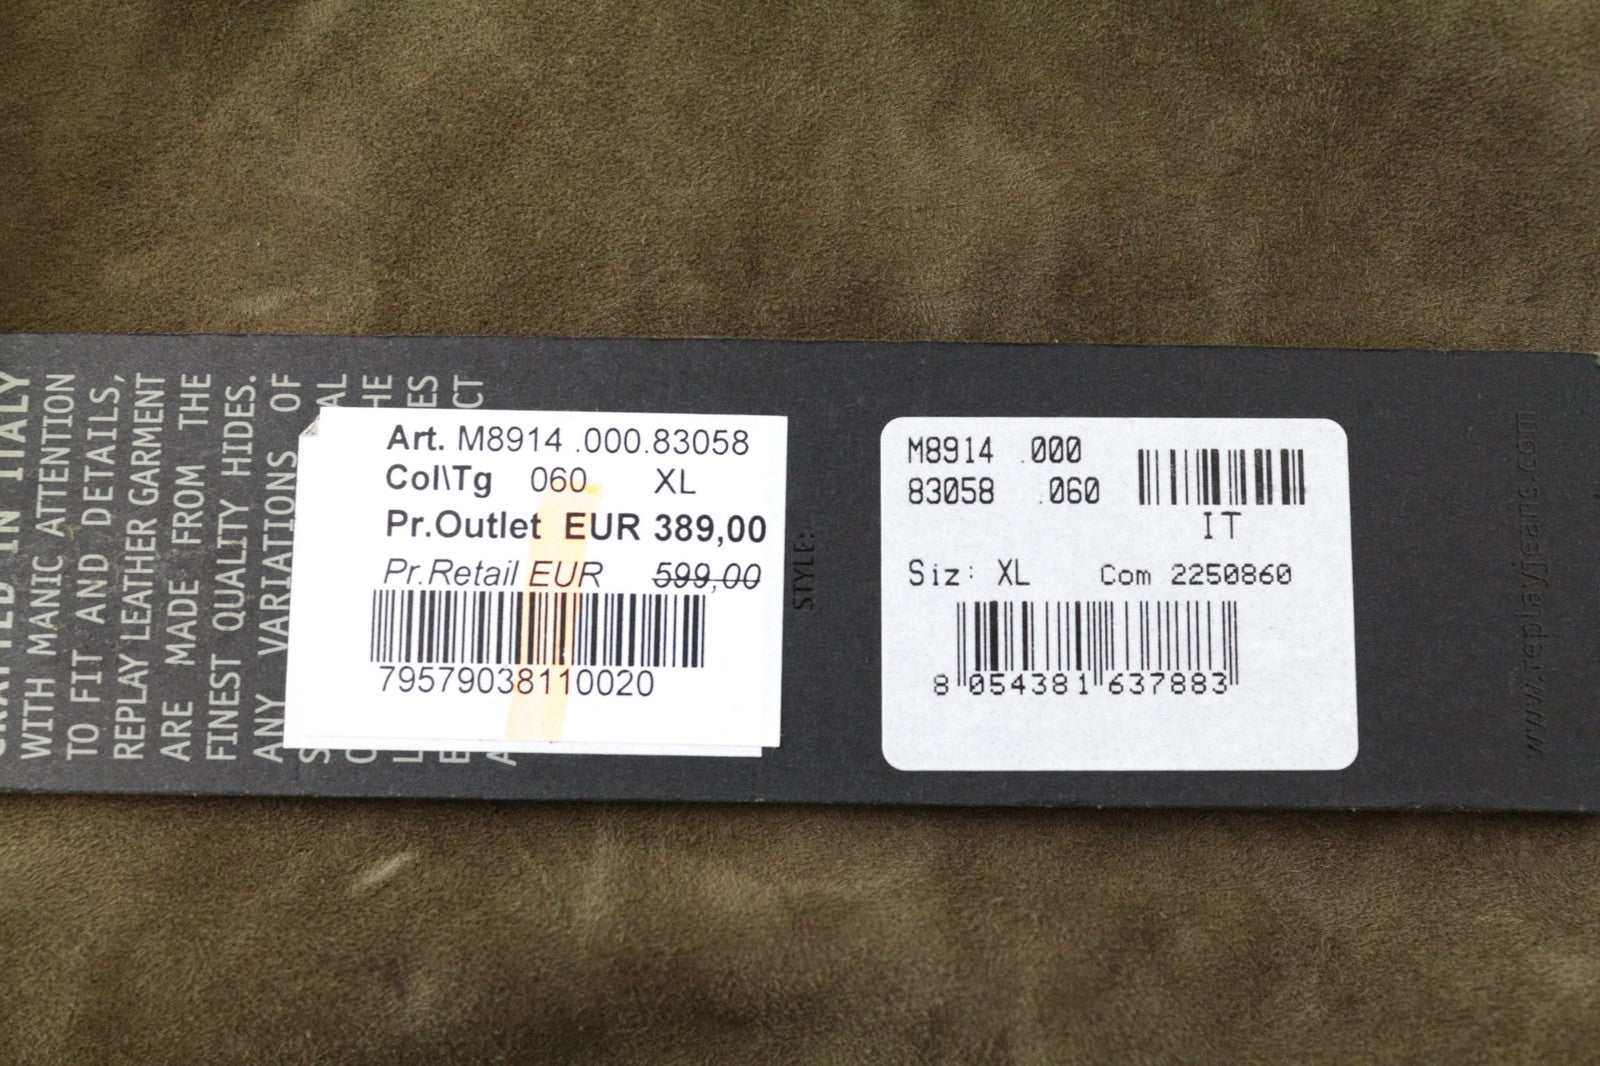 CRAFTED IN ITALY
WITH MANIC ATTENTION
TO FIT AND DETAILS,
REPLAY LEATHER GARMENT
ARE MADE FROM THE
FINEST QUALITY HIDES.
ANY VARIATIONS OF
Art. M8914 .000.83058
Col\Tg 060 XL
Pr.Outlet EUR 389,00
Pr.Retail EUR 599,00
79579038110020
STYLE:
M8914 .000
83058 .060
IT
Siz: XL Com 2250860
8 054381 637883
www.replayjeans.com